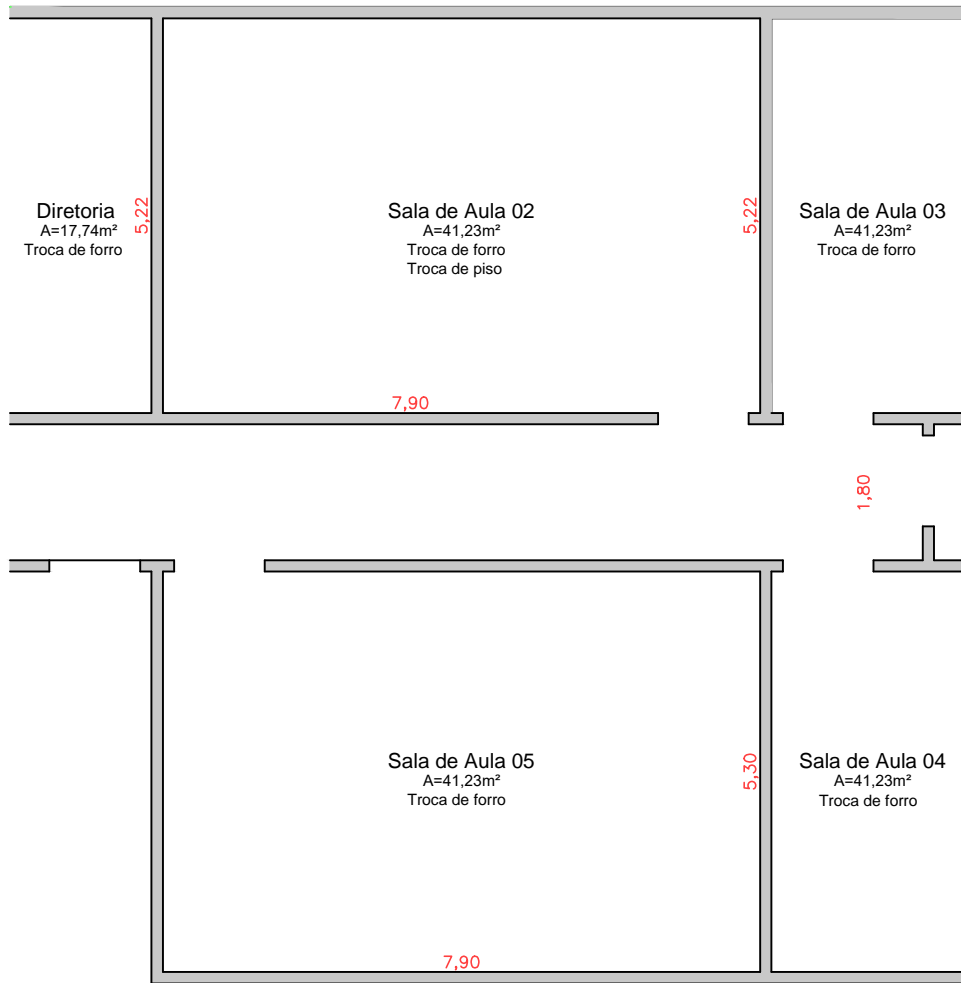 Diretoria
A=17,74m²
Troca de forro
5,22
Sala de Aula 02
A=41,23m²
Troca de forro
Troca de piso
5,22
Sala de Aula 03
A=41,23m²
Troca de forro
7,90
1,80
Sala de Aula 05
A=41,23m²
Troca de forro
5,30
Sala de Aula 04
A=41,23m²
Troca de forro
7,90